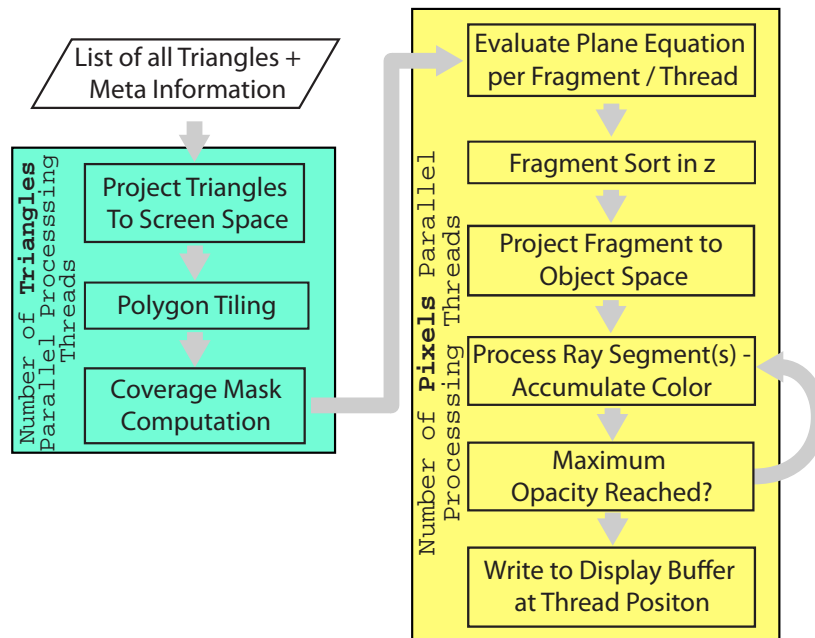 List of all Triangles +
Meta Information
Number of Triangles
Parallel Processsing
Threads
Project Triangles
To Screen Space
Polygon Tiling
Coverage Mask
Computation
Number of Pixels Parallel
Processsing Threads
Evaluate Plane Equation
per Fragment / Thread
Fragment Sort in z
Project Fragment to
Object Space
Process Ray Segment(s) -
Accumulate Color
Maximum
Opacity Reached?
Write to Display Buffer
at Thread Positon